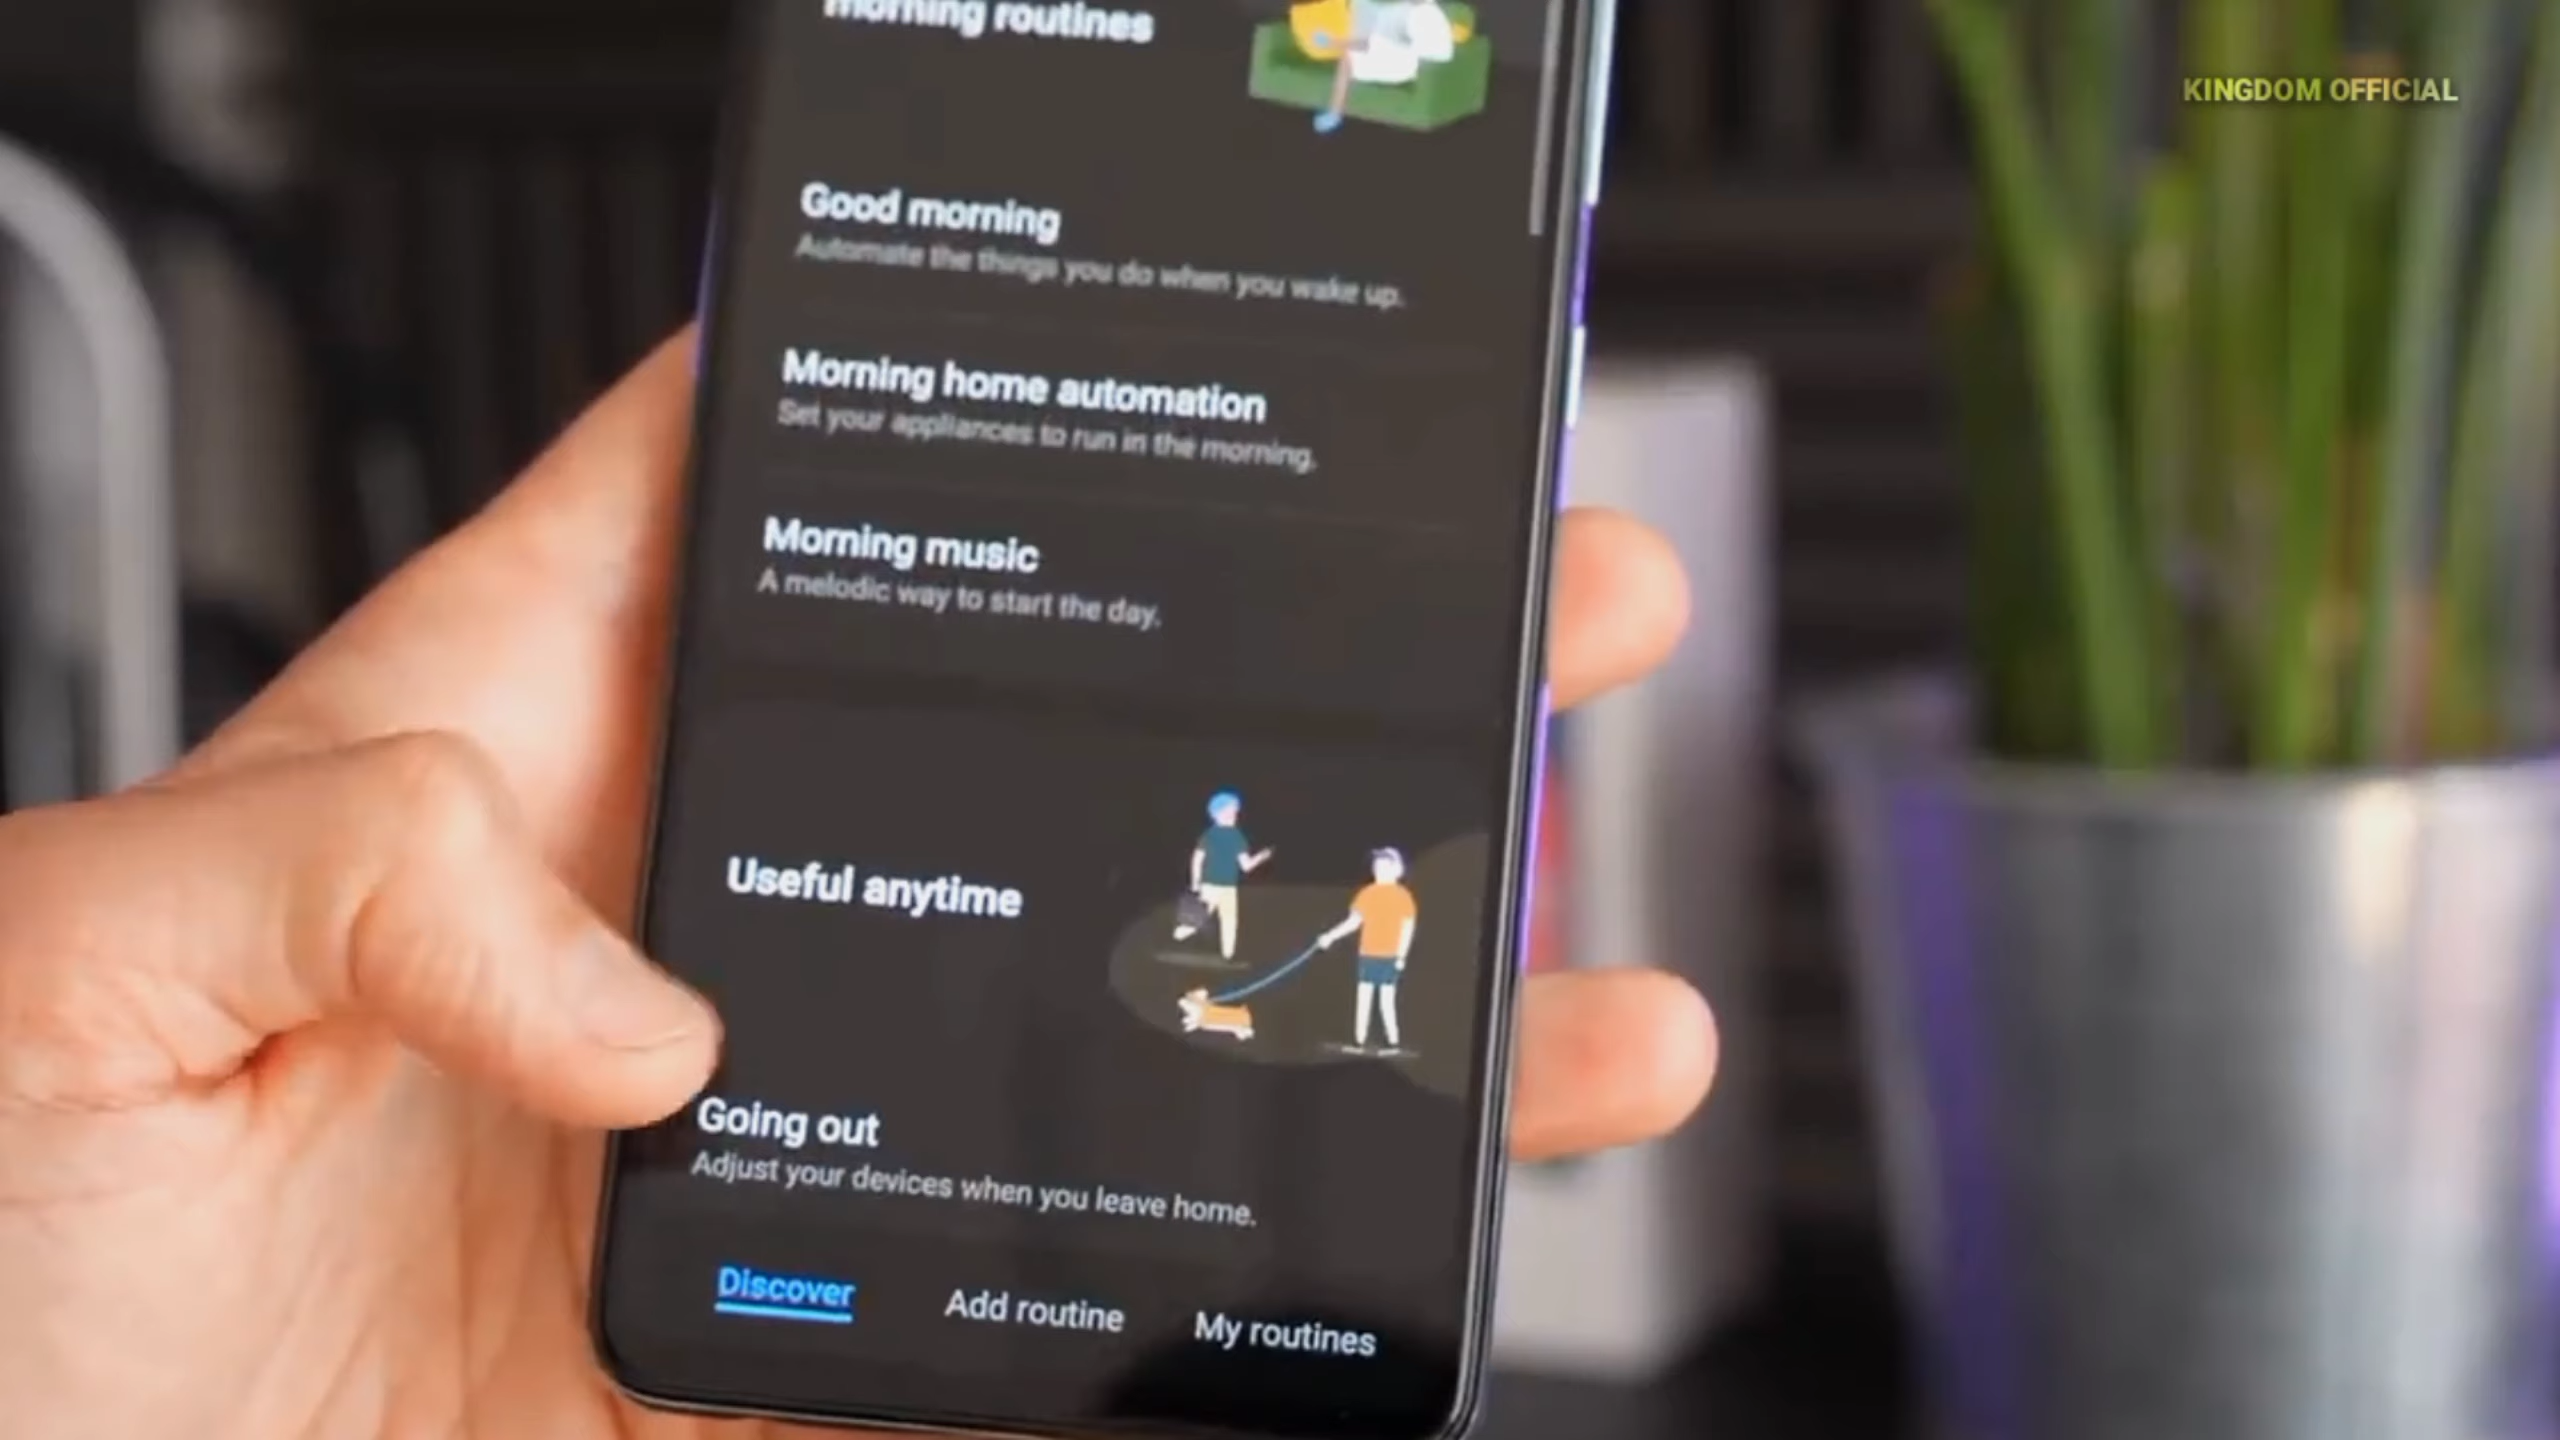 morning routines
KINGDOM OFFICIAL
Good morning
Automate the things you do when you wake up.
Morning home automation
Set your appliances to run in the morning.
Morning music
A melodic way to start the day.
Useful anytime
Going out
Adjust your devices when you leave home.
Discover
Add routine
My routines